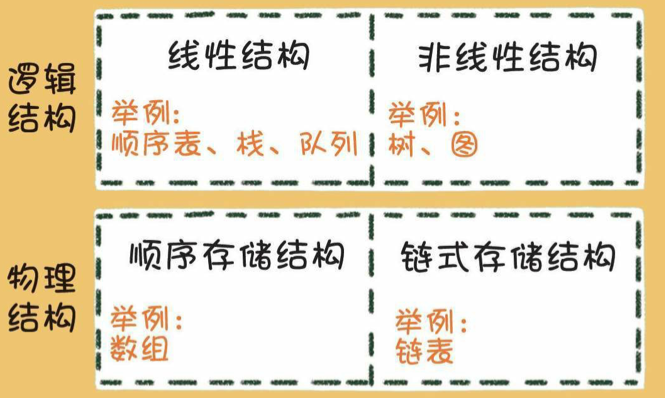 逻辑
结构
线性结构
举例:
顺序表、栈、队列
非线性结构
举例:
树、图
物理
结构
顺序存储结构
举例:
数组
链式存储结构
举例:
链表